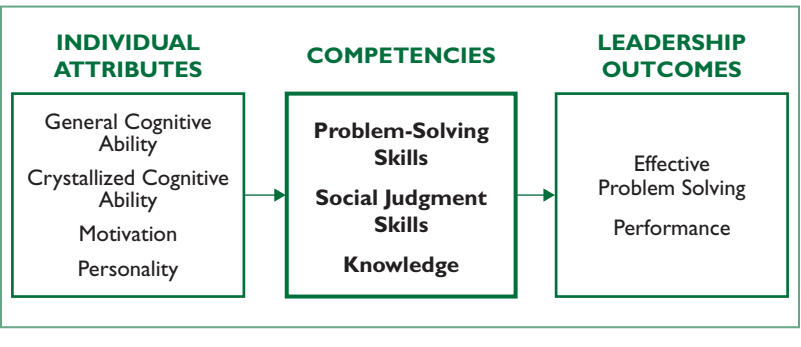 INDIVIDUAL
ATTRIBUTES
General Cognitive
Ability
Crystallized Cognitive
Ability
Motivation
Personality
COMPETENCIES
Problem-Solving
Skills
Social Judgment
Skills
Knowledge
LEADERSHIP
OUTCOMES
Effective
Problem Solving
Performance